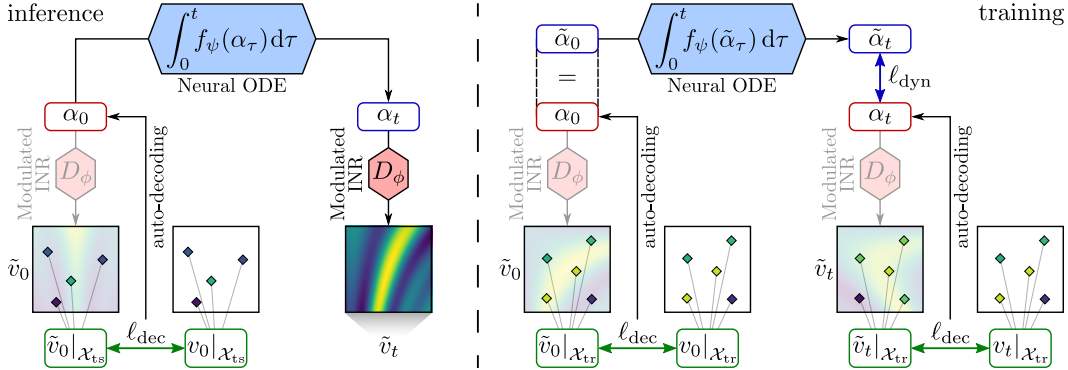 inference
∫₀ᵗ f_ψ(α_τ) dτ
Neural ODE
α₀
α_t
Modulated
INR
D_ϕ
auto-decoding
Modulated
INR
D_ϕ
ṽ₀
ṽ₀|_𝒳ts
ℓ_dec
v₀|_𝒳ts
ṽ_t
training
α̃₀
∫₀ᵗ f_ψ(α̃_τ) dτ
α̃_t
Neural ODE
=
ℓ_dyn
α₀
α_t
Modulated
INR
D_ϕ
auto-decoding
Modulated
INR
D_ϕ
auto-decoding
ṽ₀
ṽ_t
ṽ₀|_𝒳tr
ℓ_dec
v₀|_𝒳tr
ṽ_t|_𝒳tr
ℓ_dec
v_t|_𝒳tr